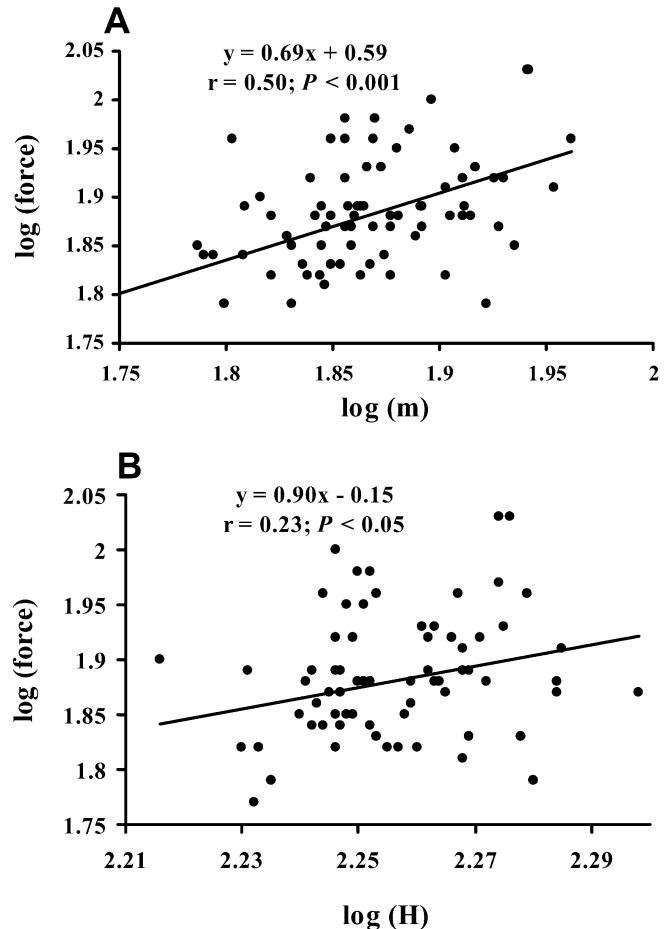 A
y = 0.69x + 0.59
r = 0.50; P < 0.001
2.05
2
1.95
1.9
1.85
1.8
1.75
log (force)
1.75 1.8 1.85 1.9 1.95 2
log (m)
B
y = 0.90x - 0.15
r = 0.23; P < 0.05
2.05
2
1.95
1.9
1.85
1.8
1.75
log (force)
2.21 2.23 2.25 2.27 2.29
log (H)